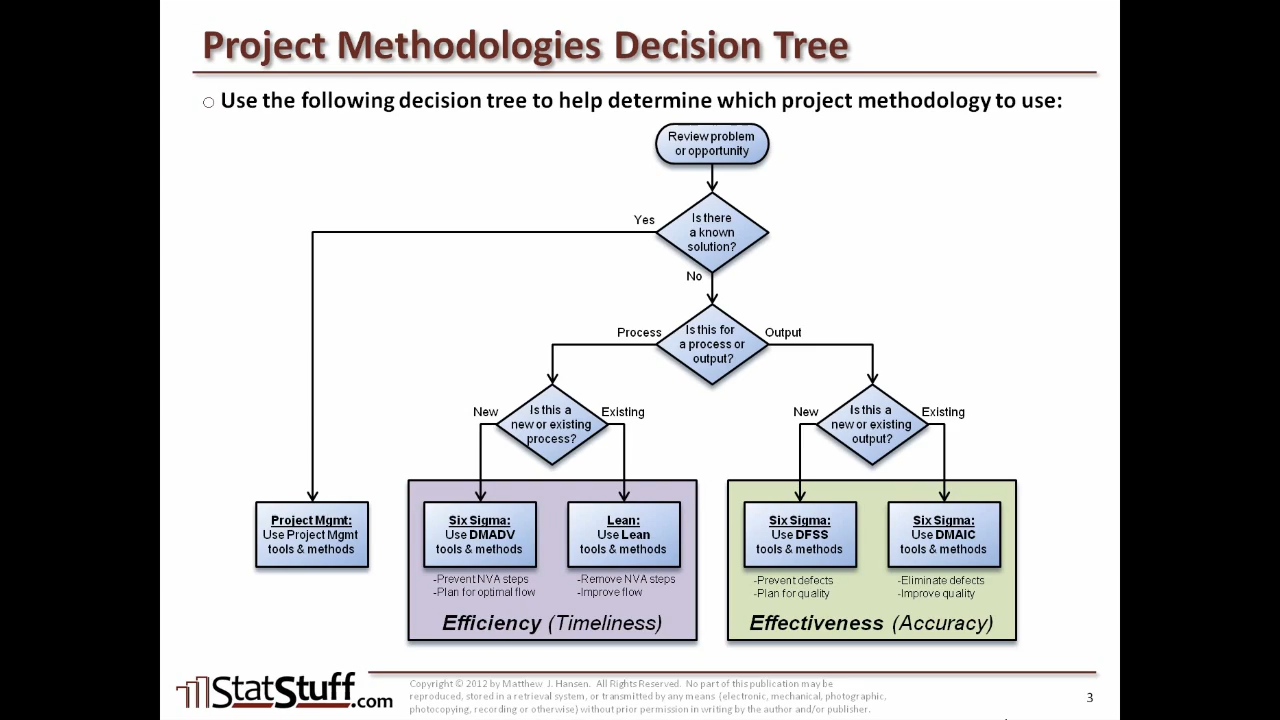 Project Methodologies Decision Tree
Use the following decision tree to help determine which project methodology to use:
Review problem
or opportunity
Is there
a known
solution?
Yes
No
Is this for
a process or
output?
Process
Output
Is this a
new or existing
process?
New
Existing
Is this a
new or existing
output?
New
Existing
Project Mgmt:
Use Project Mgmt
tools & methods
Six Sigma:
Use DMADV
tools & methods
-Prevent NVA steps
-Plan for optimal flow
Lean:
Use Lean
tools & methods
-Remove NVA steps
-Improve flow
Efficiency (Timeliness)
Six Sigma:
Use DFSS
tools & methods
-Prevent defects
-Plan for quality
Six Sigma:
Use DMAIC
tools & methods
-Eliminate defects
-Improve quality
Effectiveness (Accuracy)
StatStuff.com
Copyright © 2012 by Matthew J. Hansen. All Rights Reserved. No part of this publication may be
reproduced, stored in a retrieval system, or transmitted by any means (electronic, mechanical, photographic,
photocopying, recording or otherwise) without prior permission in writing by the author and/or publisher.
3